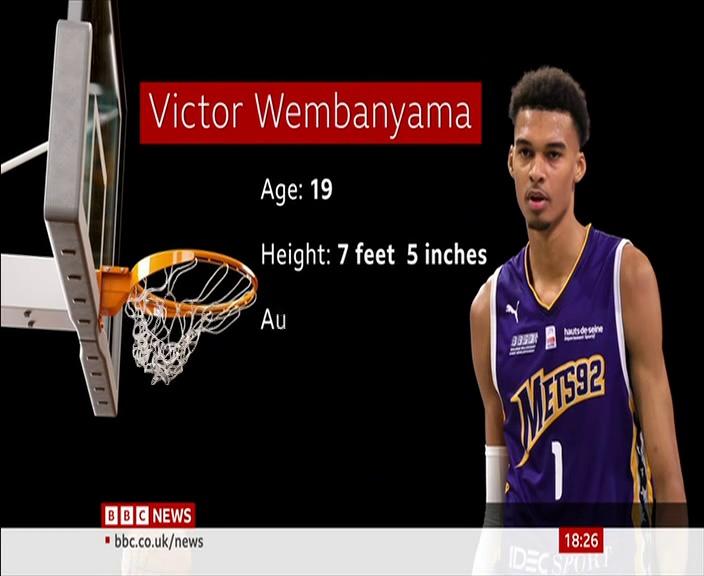 Victor Wembanyama
Age: 19
Height: 7 feet 5 inches
Au
hauts-de-seine
METS92
1
BBC NEWS
bbc.co.uk/news
18:26
IDEC SPORT